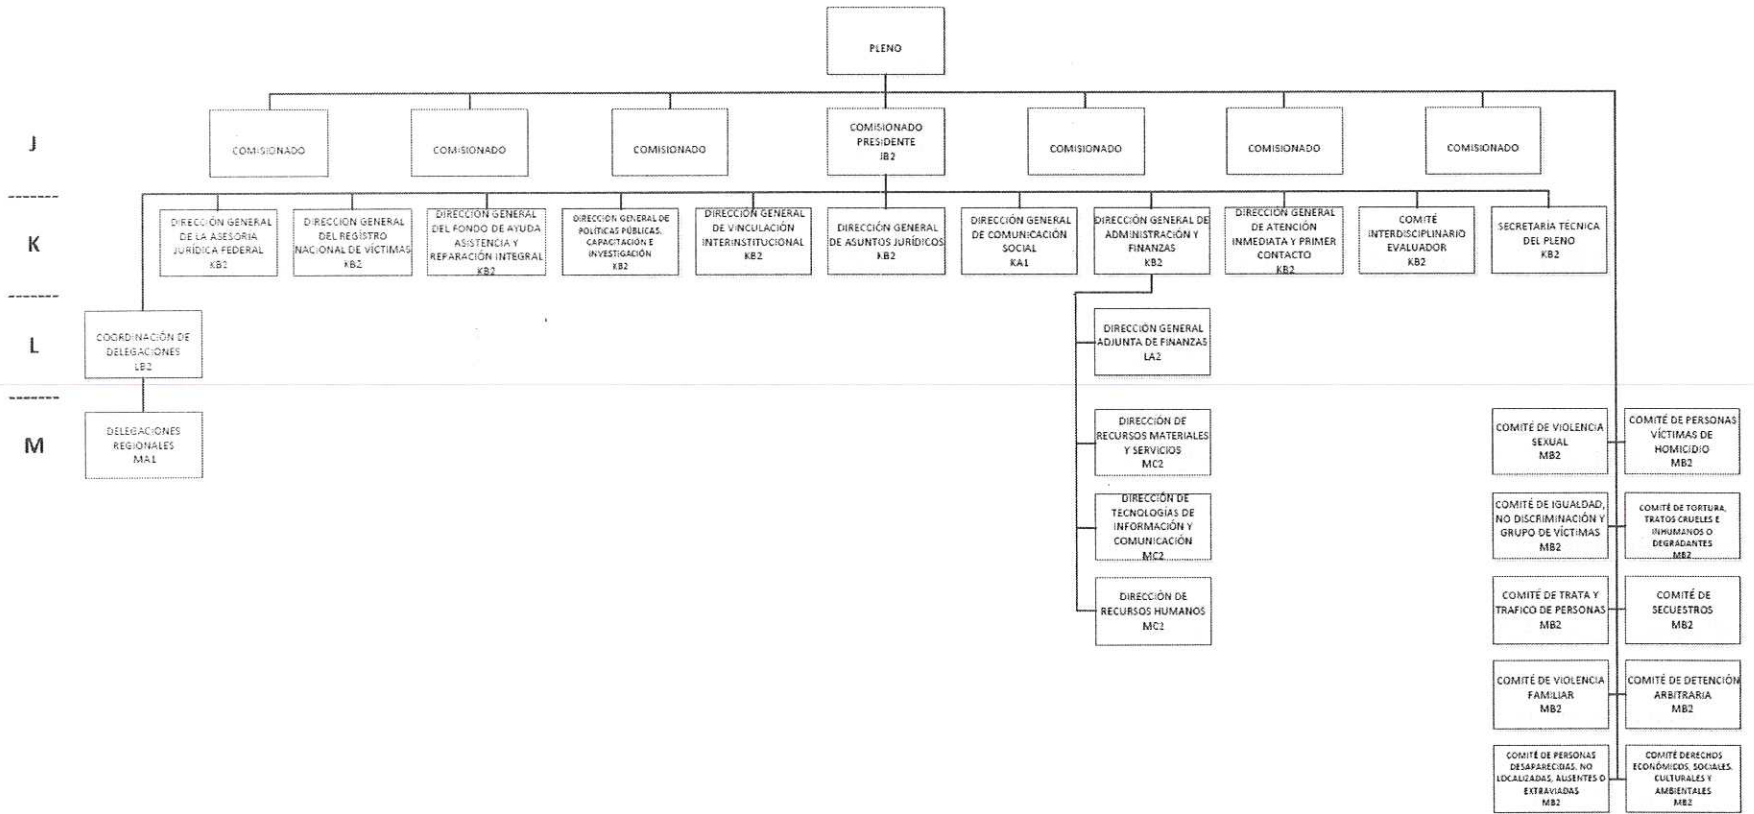 PLENO
J
COMISIONADO
COMISIONADO
COMISIONADO
COMISIONADO
PRESIDENTE
JB2
COMISIONADO
COMISIONADO
COMISIONADO
K
DIRECCIÓN GENERAL
DE LA ASESORIA
JURÍDICA FEDERAL
KB2
DIRECCION GENERAL
DEL REGISTRO
NACIONAL DE VÍCTIMAS
KB2
DIRECCIÓN GENERAL
DEL FONDO DE AYUDA
ASISTENCIA Y
REPARACIÓN INTEGRAL
KB2
DIRECCIÓN GENERAL DE
POLÍTICAS PÚBLICAS,
CAPACITACIÓN E
INVESTIGACIÓN
KB2
DIRECCIÓN GENERAL
DE VINCULACIÓN
INTERINSTITUCIONAL
KB2
DIRECCIÓN GENERAL
DE ASUNTOS JURÍDICOS
KB2
DIRECCIÓN GENERAL
DE COMUNICACIÓN
SOCIAL
KA1
DIRECCIÓN GENERAL DE
ADMINISTRACIÓN Y
FINANZAS
KB2
DIRECCIÓN GENERAL
DE ATENCIÓN
INMEDIATA Y PRIMER
CONTACTO
KB2
COMITÉ
INTERDISCIPLINARIO
EVALUADOR
KB2
SECRETARÍA TÉCNICA
DEL PLENO
KB2
L
COORDINACIÓN DE
DELEGACIONES
LB2
DIRECCIÓN GENERAL
ADJUNTA DE FINANZAS
LA2
M
DELEGACIONES
REGIONALES
MA1
DIRECCIÓN DE
RECURSOS MATERIALES
Y SERVICIOS
MC2
DIRECCIÓN DE
TECNOLOGÍAS DE
INFORMACIÓN Y
COMUNICACIÓN
MC2
DIRECCIÓN DE
RECURSOS HUMANOS
MC2
COMITÉ DE VIOLENCIA
SEXUAL
MB2
COMITÉ DE PERSONAS
VÍCTIMAS DE
HOMICIDIO
MB2
COMITÉ DE IGUALDAD,
NO DISCRIMINACIÓN Y
GRUPO DE VÍCTIMAS
MB2
COMITÉ DE TORTURA,
TRATOS CRUELES E
INHUMANOS O
DEGRADANTES
MB2
COMITÉ DE TRATA Y
TRAFICO DE PERSONAS
MB2
COMITÉ DE
SECUESTROS
MB2
COMITÉ DE VIOLENCIA
FAMILIAR
MB2
COMITÉ DE DETENCIÓN
ARBITRARIA
MB2
COMITÉ DE PERSONAS
DESAPARECIDAS, NO
LOCALIZADAS, AUSENTES O
EXTRAVIADAS
MB2
COMITÉ DERECHOS
ECONÓMICOS, SOCIALES,
CULTURALES Y
AMBIENTALES
MB2